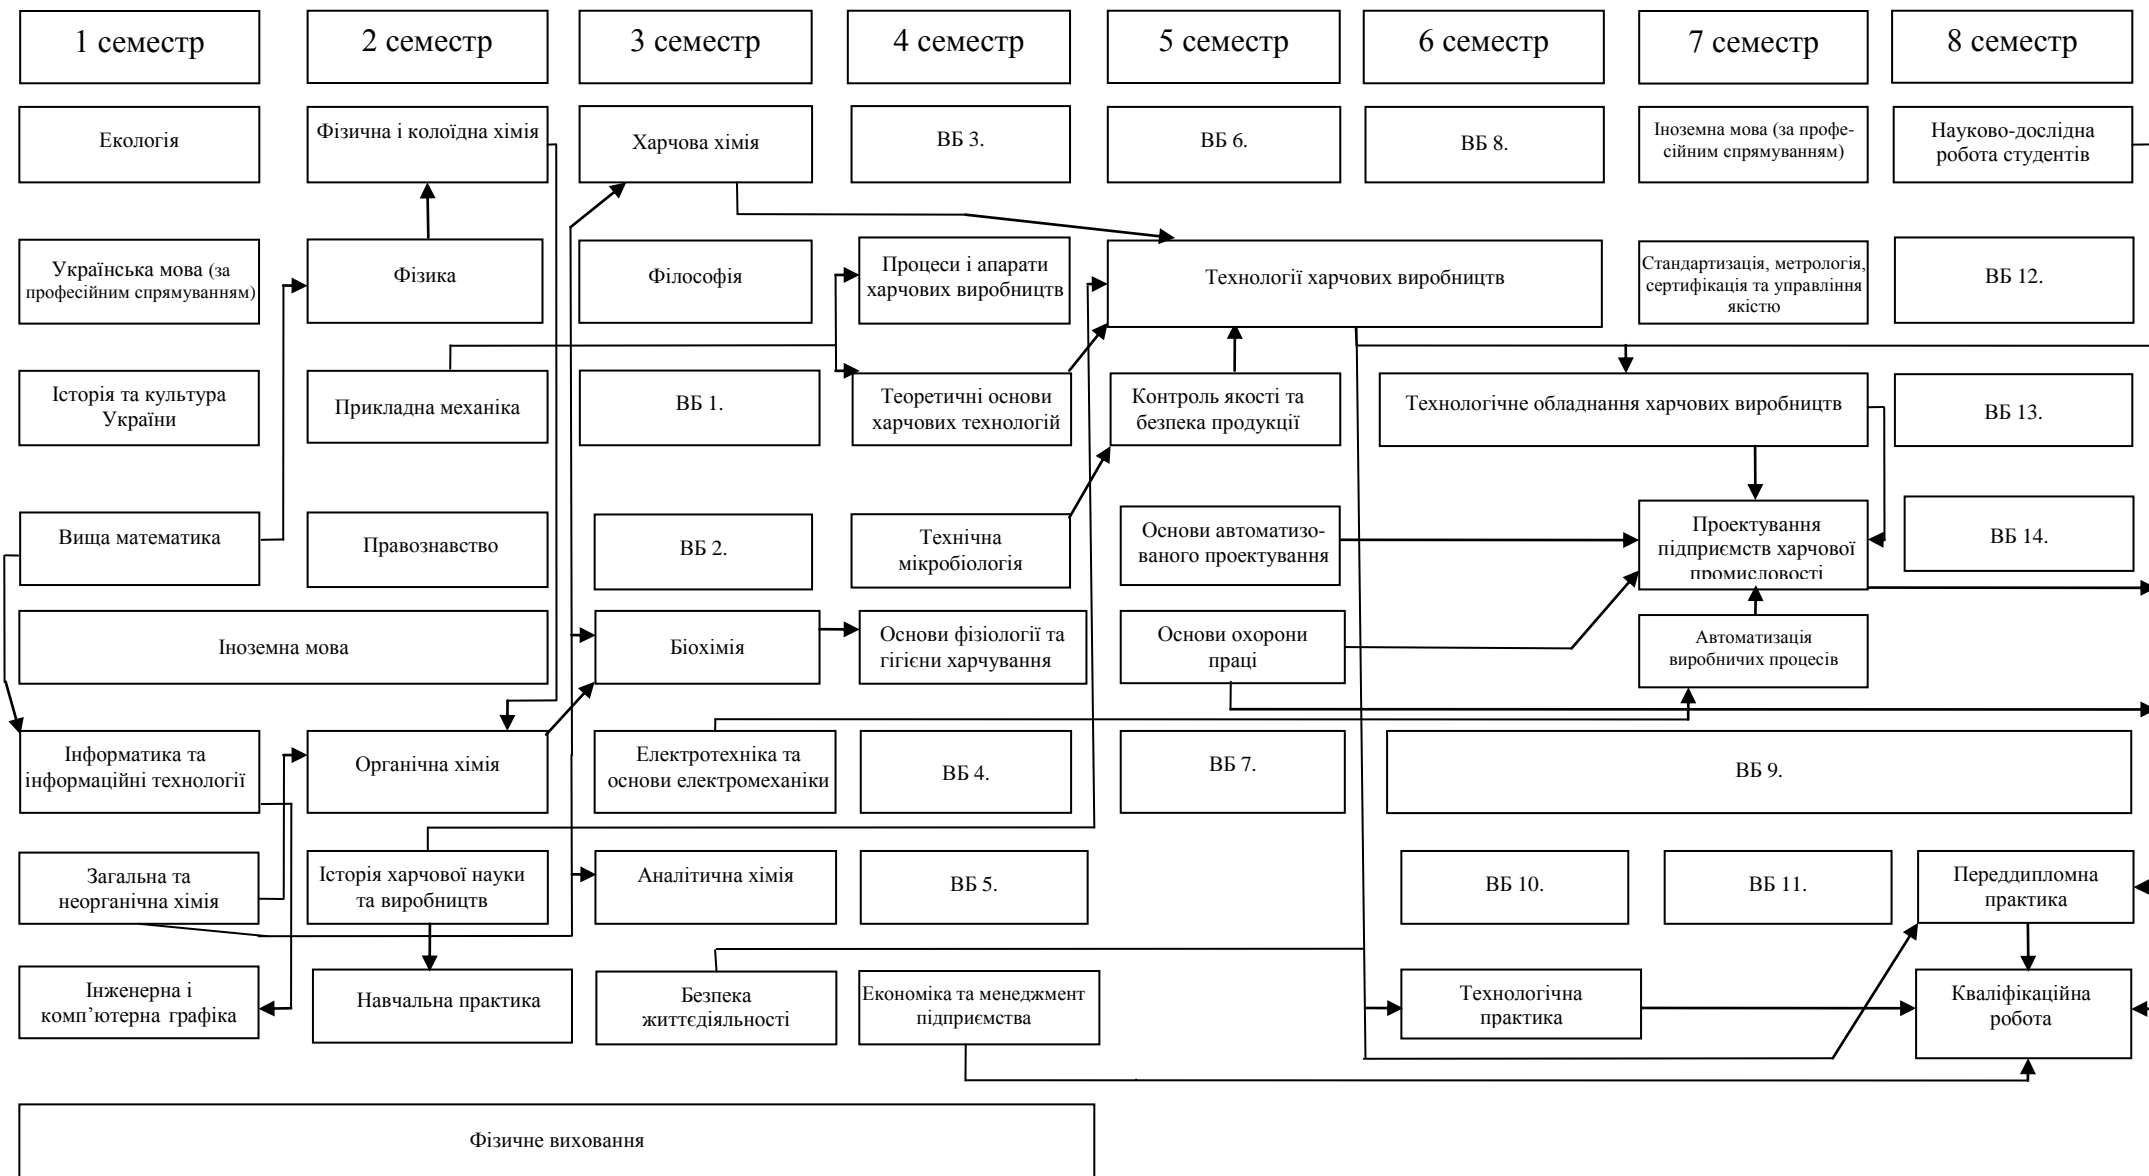 1 семестр
2 семестр
3 семестр
4 семестр
5 семестр
6 семестр
7 семестр
8 семестр
Екологія
Фізична і колоїдна хімія
Харчова хімія
ВБ 3.
ВБ 6.
ВБ 8.
Іноземна мова (за профе-
сійним спрямуванням)
Науково-дослідна
робота студентів
Українська мова (за
професійним спрямуванням)
Фізика
Філософія
Процеси і апарати
харчових виробництв
Технології харчових виробництв
Стандартизація, метрологія,
сертифікація та управління
якістю
ВБ 12.
Історія та культура
України
Прикладна механіка
ВБ 1.
Теоретичні основи
харчових технологій
Контроль якості та
безпека продукції
Технологічне обладнання харчових виробництв
ВБ 13.
Вища математика
Правознавство
ВБ 2.
Технічна
мікробіологія
Основи автоматизо-
ваного проектування
Проектування
підприємств харчової
промисловості
ВБ 14.
Іноземна мова
Біохімія
Основи фізіології та
гігієни харчування
Основи охорони
праці
Автоматизація
виробничих процесів
Інформатика та
інформаційні технології
Органічна хімія
Електротехніка та
основи електромеханіки
ВБ 4.
ВБ 7.
ВБ 9.
Загальна та
неорганічна хімія
Історія харчової науки
та виробництв
Аналітична хімія
ВБ 5.
ВБ 10.
ВБ 11.
Переддипломна
практика
Інженерна і
комп’ютерна графіка
Навчальна практика
Безпека
життєдіяльності
Економіка та менеджмент
підприємства
Технологічна
практика
Кваліфікаційна
робота
Фізичне виховання